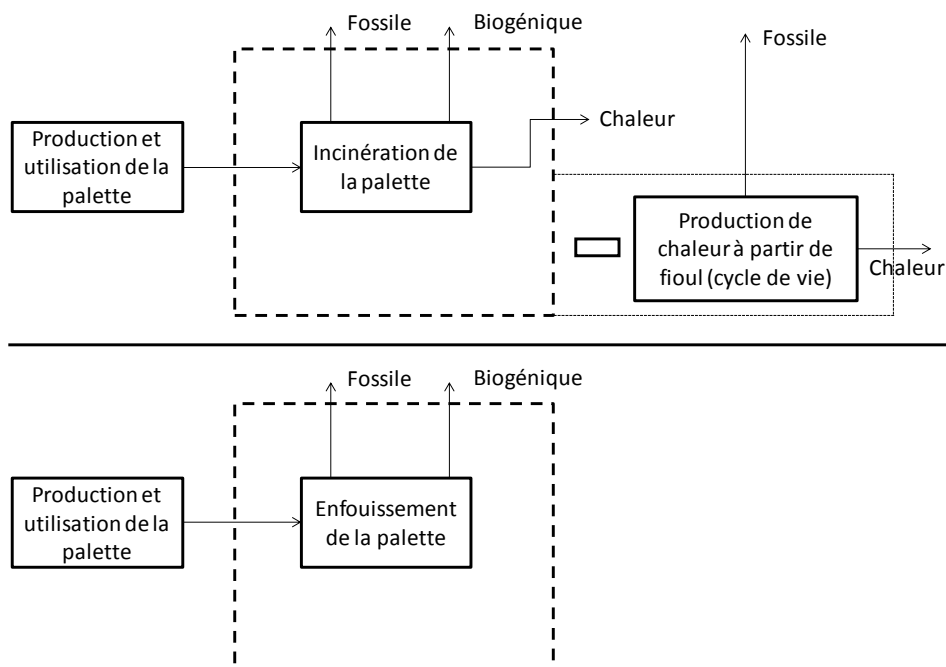 Fossile
Biogénique
Fossile
Chaleur
Production et
utilisation de la
palette
Incinération de
la palette
Production de
chaleur à partir de
fioul (cycle de vie)
Chaleur
Fossile
Biogénique
Production et
utilisation de la
palette
Enfouissement
de la palette